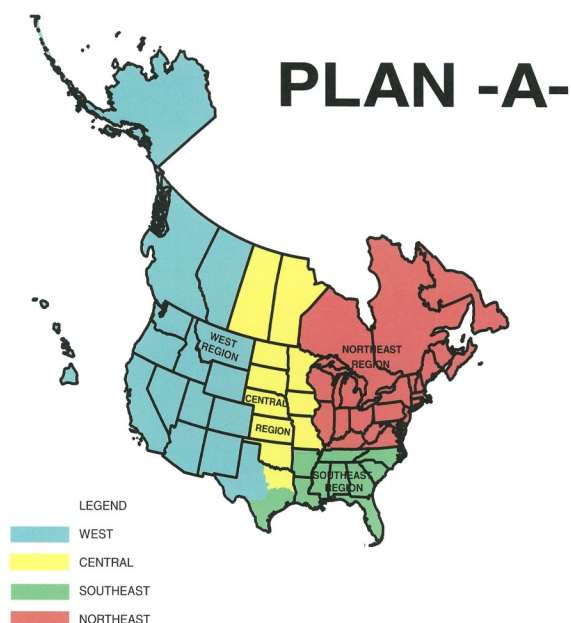 PLAN -A-
WEST
REGION
NORTHEAST
REGION
CENTRAL
REGION
SOUTHEAST
REGION
LEGEND
WEST
CENTRAL
SOUTHEAST
NORTHEAST